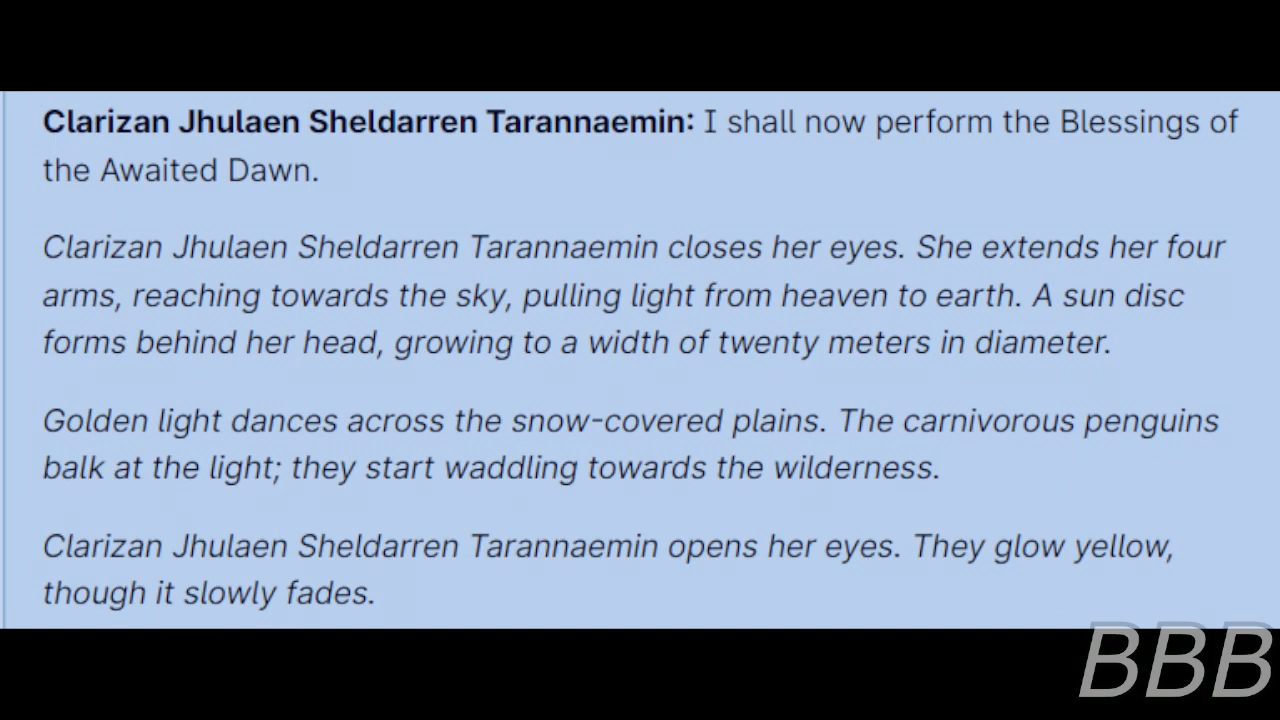 Clarizan Jhulaen Sheldarren Tarannaemin: I shall now perform the Blessings of
the Awaited Dawn.
Clarizan Jhulaen Sheldarren Tarannaemin closes her eyes. She extends her four
arms, reaching towards the sky, pulling light from heaven to earth. A sun disc
forms behind her head, growing to a width of twenty meters in diameter.
Golden light dances across the snow-covered plains. The carnivorous penguins
balk at the light; they start waddling towards the wilderness.
Clarizan Jhulaen Sheldarren Tarannaemin opens her eyes. They glow yellow,
though it slowly fades.
BBB